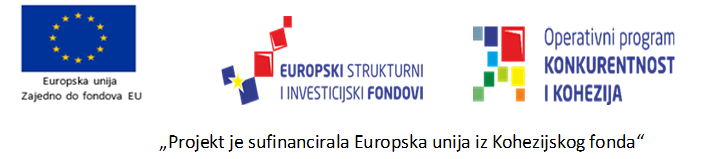 Europska unija
Zajedno do fondova EU
EUROPSKI STRUKTURNI
I INVESTICIJSKI FONDOVI
Operativni program
KONKURENTNOST
I KOHEZIJA
„Projekt je sufinancirala Europska unija iz Kohezijskog fonda“